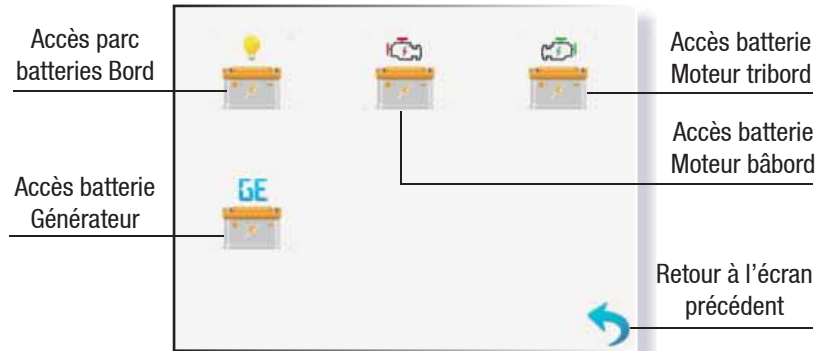 Accès parc
batteries Bord
Accès batterie
Moteur tribord
Accès batterie
Moteur bâbord
Accès batterie
Générateur
GE
Retour à l'écran
précédent